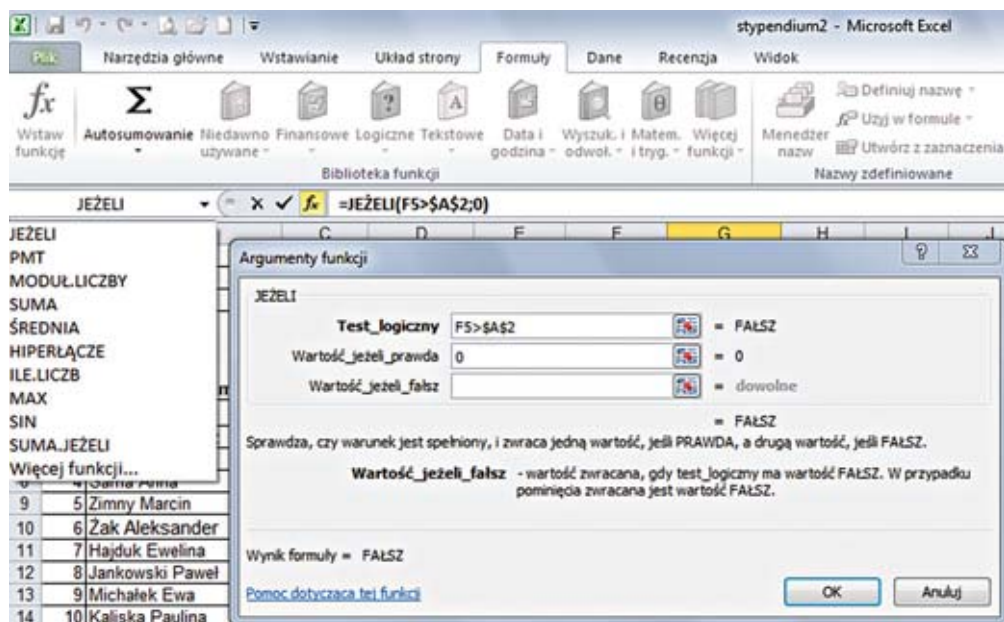 stypendium2 - Microsoft Excel
Plik Narzędzia główne Wstawianie Układ strony Formuły Dane Recenzja Widok
fx Σ ? A θ
Wstaw funkcję Autosumowanie Niedawno używane Finansowe Logiczne Tekstowe Data i godzina Wyszuk. i odwoł. Matem. i tryg. Więcej funkcji Menedżer nazw
Definiuj nazwę
Użyj w formule
Utwórz z zaznaczenia
Biblioteka funkcji Nazwy zdefiniowane
JEŻELI fx =JEŻELI(F5>$A$2;0)
C D E F G H I J
JEŻELI
PMT
MODUŁ.LICZBY
SUMA
ŚREDNIA
HIPERŁĄCZE
ILE.LICZB
MAX
SIN
SUMA.JEŻELI
Więcej funkcji...
8 4 Sarna Anna
9 5 Zimny Marcin
10 6 Żak Aleksander
11 7 Hajduk Ewelina
12 8 Jankowski Paweł
13 9 Michałek Ewa
14 10 Kaliska Paulina
Argumenty funkcji
JEŻELI
Test_logiczny F5>$A$2 = FAŁSZ
Wartość_jeżeli_prawda 0 = 0
Wartość_jeżeli_fałsz = dowolne
= FAŁSZ
Sprawdza, czy warunek jest spełniony, i zwraca jedną wartość, jeśli PRAWDA, a drugą wartość, jeśli FAŁSZ.
Wartość_jeżeli_fałsz - wartość zwracana, gdy test_logiczny ma wartość FAŁSZ. W przypadku
pominięcia zwracana jest wartość FAŁSZ.
Wynik formuły = FAŁSZ
Pomoc dotycząca tej funkcji
OK Anuluj